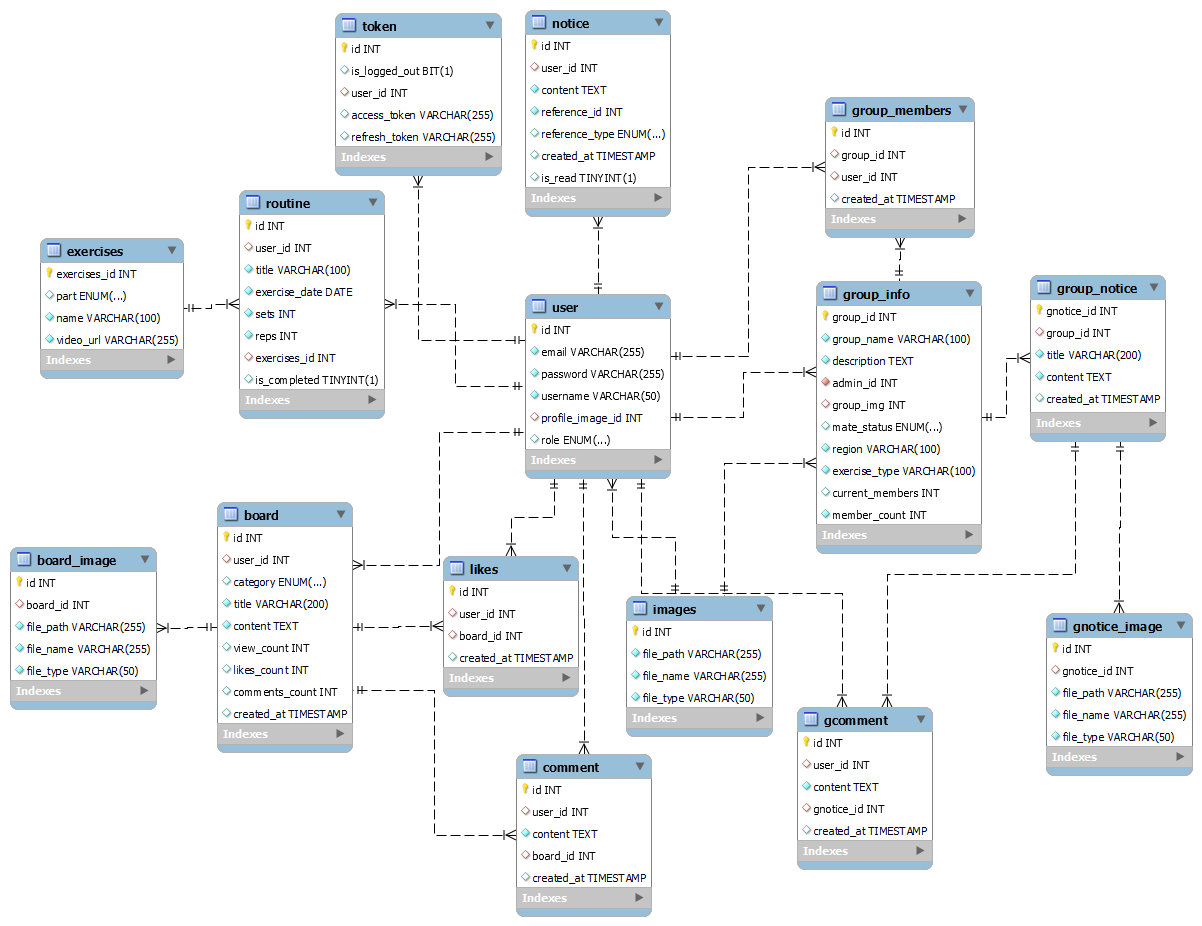 token
id INT
is_logged_out BIT(1)
user_id INT
access_token VARCHAR(255)
refresh_token VARCHAR(255)
Indexes
notice
id INT
user_id INT
content TEXT
reference_id INT
reference_type ENUM(...)
created_at TIMESTAMP
is_read TINYINT(1)
Indexes
group_members
id INT
group_id INT
user_id INT
created_at TIMESTAMP
Indexes
routine
id INT
user_id INT
title VARCHAR(100)
exercise_date DATE
sets INT
reps INT
exercises_id INT
is_completed TINYINT(1)
Indexes
exercises
exercises_id INT
part ENUM(...)
name VARCHAR(100)
video_url VARCHAR(255)
Indexes
user
id INT
email VARCHAR(255)
password VARCHAR(255)
username VARCHAR(50)
profile_image_id INT
role ENUM(...)
Indexes
group_info
group_id INT
group_name VARCHAR(100)
description TEXT
admin_id INT
group_img INT
mate_status ENUM(...)
region VARCHAR(100)
exercise_type VARCHAR(100)
current_members INT
member_count INT
Indexes
group_notice
gnotice_id INT
group_id INT
title VARCHAR(200)
content TEXT
created_at TIMESTAMP
Indexes
board
id INT
user_id INT
category ENUM(...)
title VARCHAR(200)
content TEXT
view_count INT
likes_count INT
comments_count INT
created_at TIMESTAMP
Indexes
board_image
id INT
board_id INT
file_path VARCHAR(255)
file_name VARCHAR(255)
file_type VARCHAR(50)
Indexes
likes
id INT
user_id INT
board_id INT
created_at TIMESTAMP
Indexes
images
id INT
file_path VARCHAR(255)
file_name VARCHAR(255)
file_type VARCHAR(50)
Indexes
gnotice_image
id INT
gnotice_id INT
file_path VARCHAR(255)
file_name VARCHAR(255)
file_type VARCHAR(50)
Indexes
gcomment
id INT
user_id INT
content TEXT
gnotice_id INT
created_at TIMESTAMP
Indexes
comment
id INT
user_id INT
content TEXT
board_id INT
created_at TIMESTAMP
Indexes